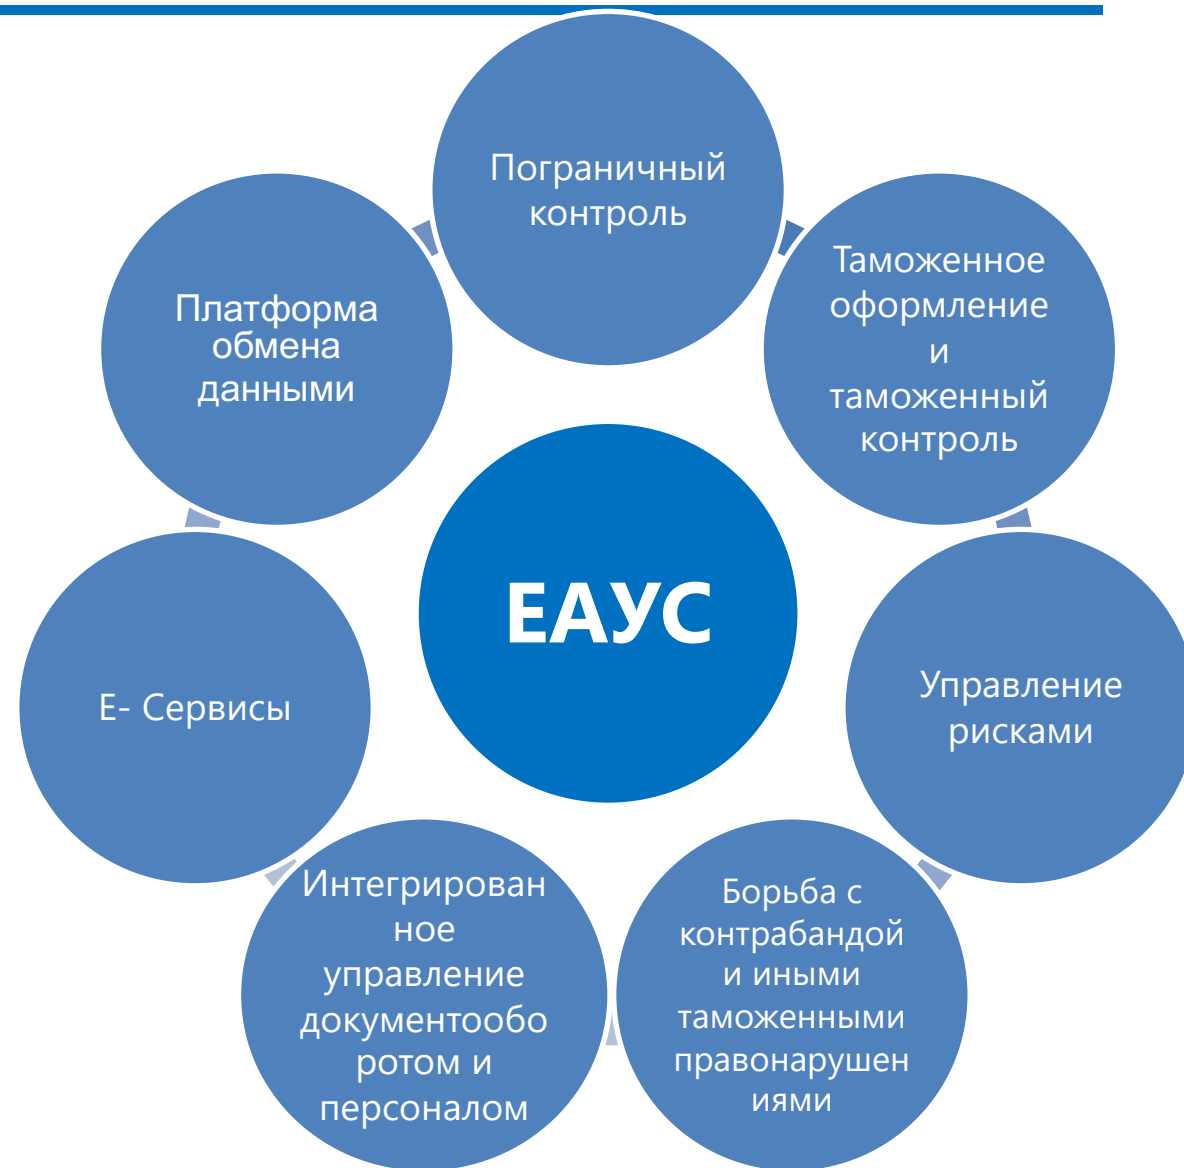 Пограничный
контроль
Таможенное
оформление
и
таможенный
контроль
Управление
рисками
Борьба с
контрабандой
и иными
таможенными
правонарушен
иями
Интегрирован
ное
управление
документообо
ротом и
персоналом
Е- Сервисы
Платформа
обмена
данными
ЕАУС